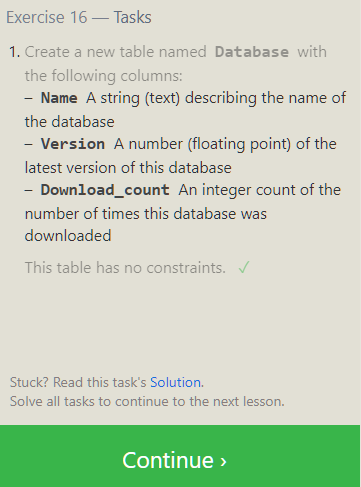 Exercise 16 — Tasks
1. Create a new table named Database with
the following columns:
– Name A string (text) describing the name of
the database
– Version A number (floating point) of the
latest version of this database
– Download_count An integer count of the
number of times this database was
downloaded
This table has no constraints. ✓
Stuck? Read this task's Solution.
Solve all tasks to continue to the next lesson.
Continue ›